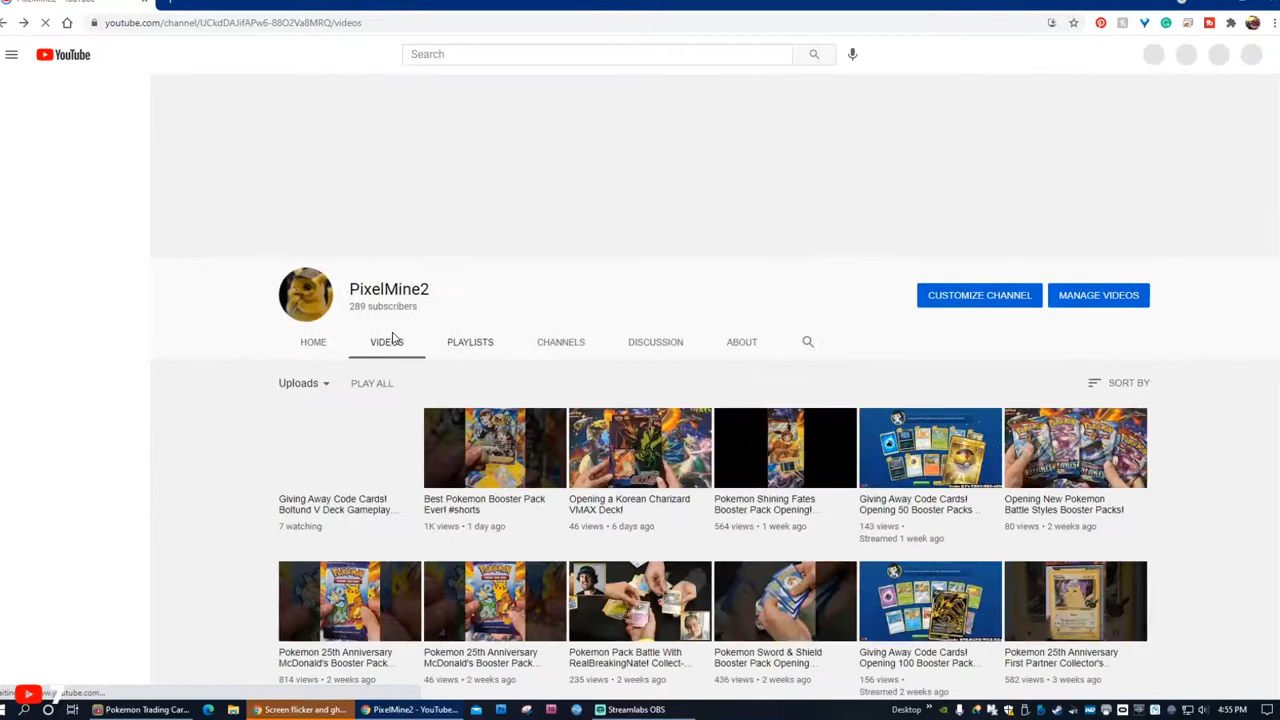 youtube.com/channel/UCkdDAJifAPw6-88O2Va8MRQ/videos
YouTube
Search
PixelMine2
289 subscribers
CUSTOMIZE CHANNEL
MANAGE VIDEOS
HOME
VIDEOS
PLAYLISTS
CHANNELS
DISCUSSION
ABOUT
Uploads
PLAY ALL
SORT BY
Giving Away Code Cards!
Boltund V Deck Gameplay...
7 watching
Best Pokemon Booster Pack
Ever! #shorts
1K views • 1 day ago
Opening a Korean Charizard
VMAX Deck!
46 views • 6 days ago
Pokemon Shining Fates
Booster Pack Opening!...
564 views • 1 week ago
Giving Away Code Cards!
Opening 50 Booster Packs ...
143 views •
Streamed 1 week ago
Opening New Pokemon
Battle Styles Booster Packs!
80 views • 2 weeks ago
Pokemon 25th Anniversary
McDonald's Booster Pack...
814 views • 2 weeks ago
Pokemon 25th Anniversary
McDonald's Booster Pack...
46 views • 2 weeks ago
Pokemon Pack Battle With
RealBreakingNate! Collect-...
235 views • 2 weeks ago
Pokemon Sword & Shield
Booster Pack Opening...
436 views • 2 weeks ago
Giving Away Code Cards!
Opening 100 Booster Pack...
156 views •
Streamed 2 weeks ago
Pokemon 25th Anniversary
First Partner Collector's...
582 views • 3 weeks ago
Pokemon Trading Car...
Screen flicker and gh...
PixelMine2 - YouTube...
Streamlabs OBS
Desktop
4:55 PM